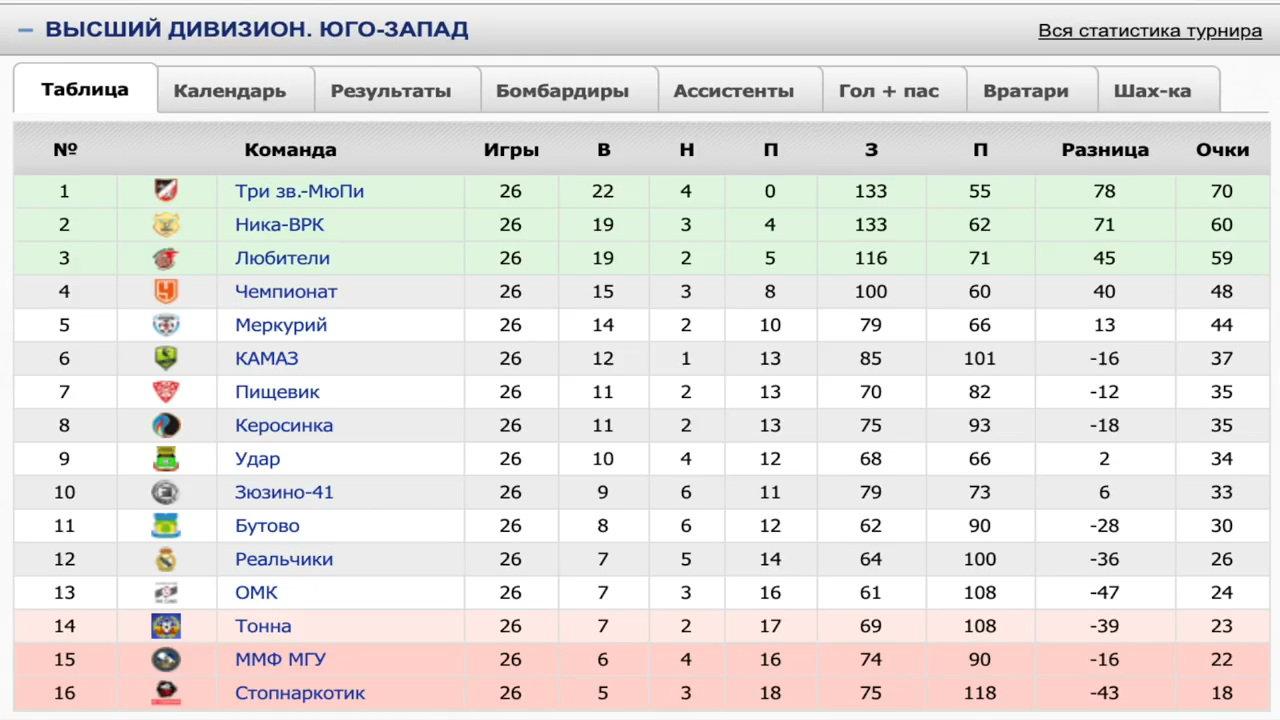 – ВЫСШИЙ ДИВИЗИОН. ЮГО-ЗАПАД Вся статистика турнира
Таблица Календарь Результаты Бомбардиры Ассистенты Гол + пас Вратари Шах-ка
№ Команда Игры В Н П З П Разница Очки
1 Три зв.-МюПи 26 22 4 0 133 55 78 70
2 Ника-ВРК 26 19 3 4 133 62 71 60
3 Любители 26 19 2 5 116 71 45 59
4 Чемпионат 26 15 3 8 100 60 40 48
5 Меркурий 26 14 2 10 79 66 13 44
6 КАМАЗ 26 12 1 13 85 101 -16 37
7 Пищевик 26 11 2 13 70 82 -12 35
8 Керосинка 26 11 2 13 75 93 -18 35
9 Удар 26 10 4 12 68 66 2 34
10 Зюзино-41 26 9 6 11 79 73 6 33
11 Бутово 26 8 6 12 62 90 -28 30
12 Реальчики 26 7 5 14 64 100 -36 26
13 ОМК 26 7 3 16 61 108 -47 24
14 Тонна 26 7 2 17 69 108 -39 23
15 ММФ МГУ 26 6 4 16 74 90 -16 22
16 Стопнаркотик 26 5 3 18 75 118 -43 18